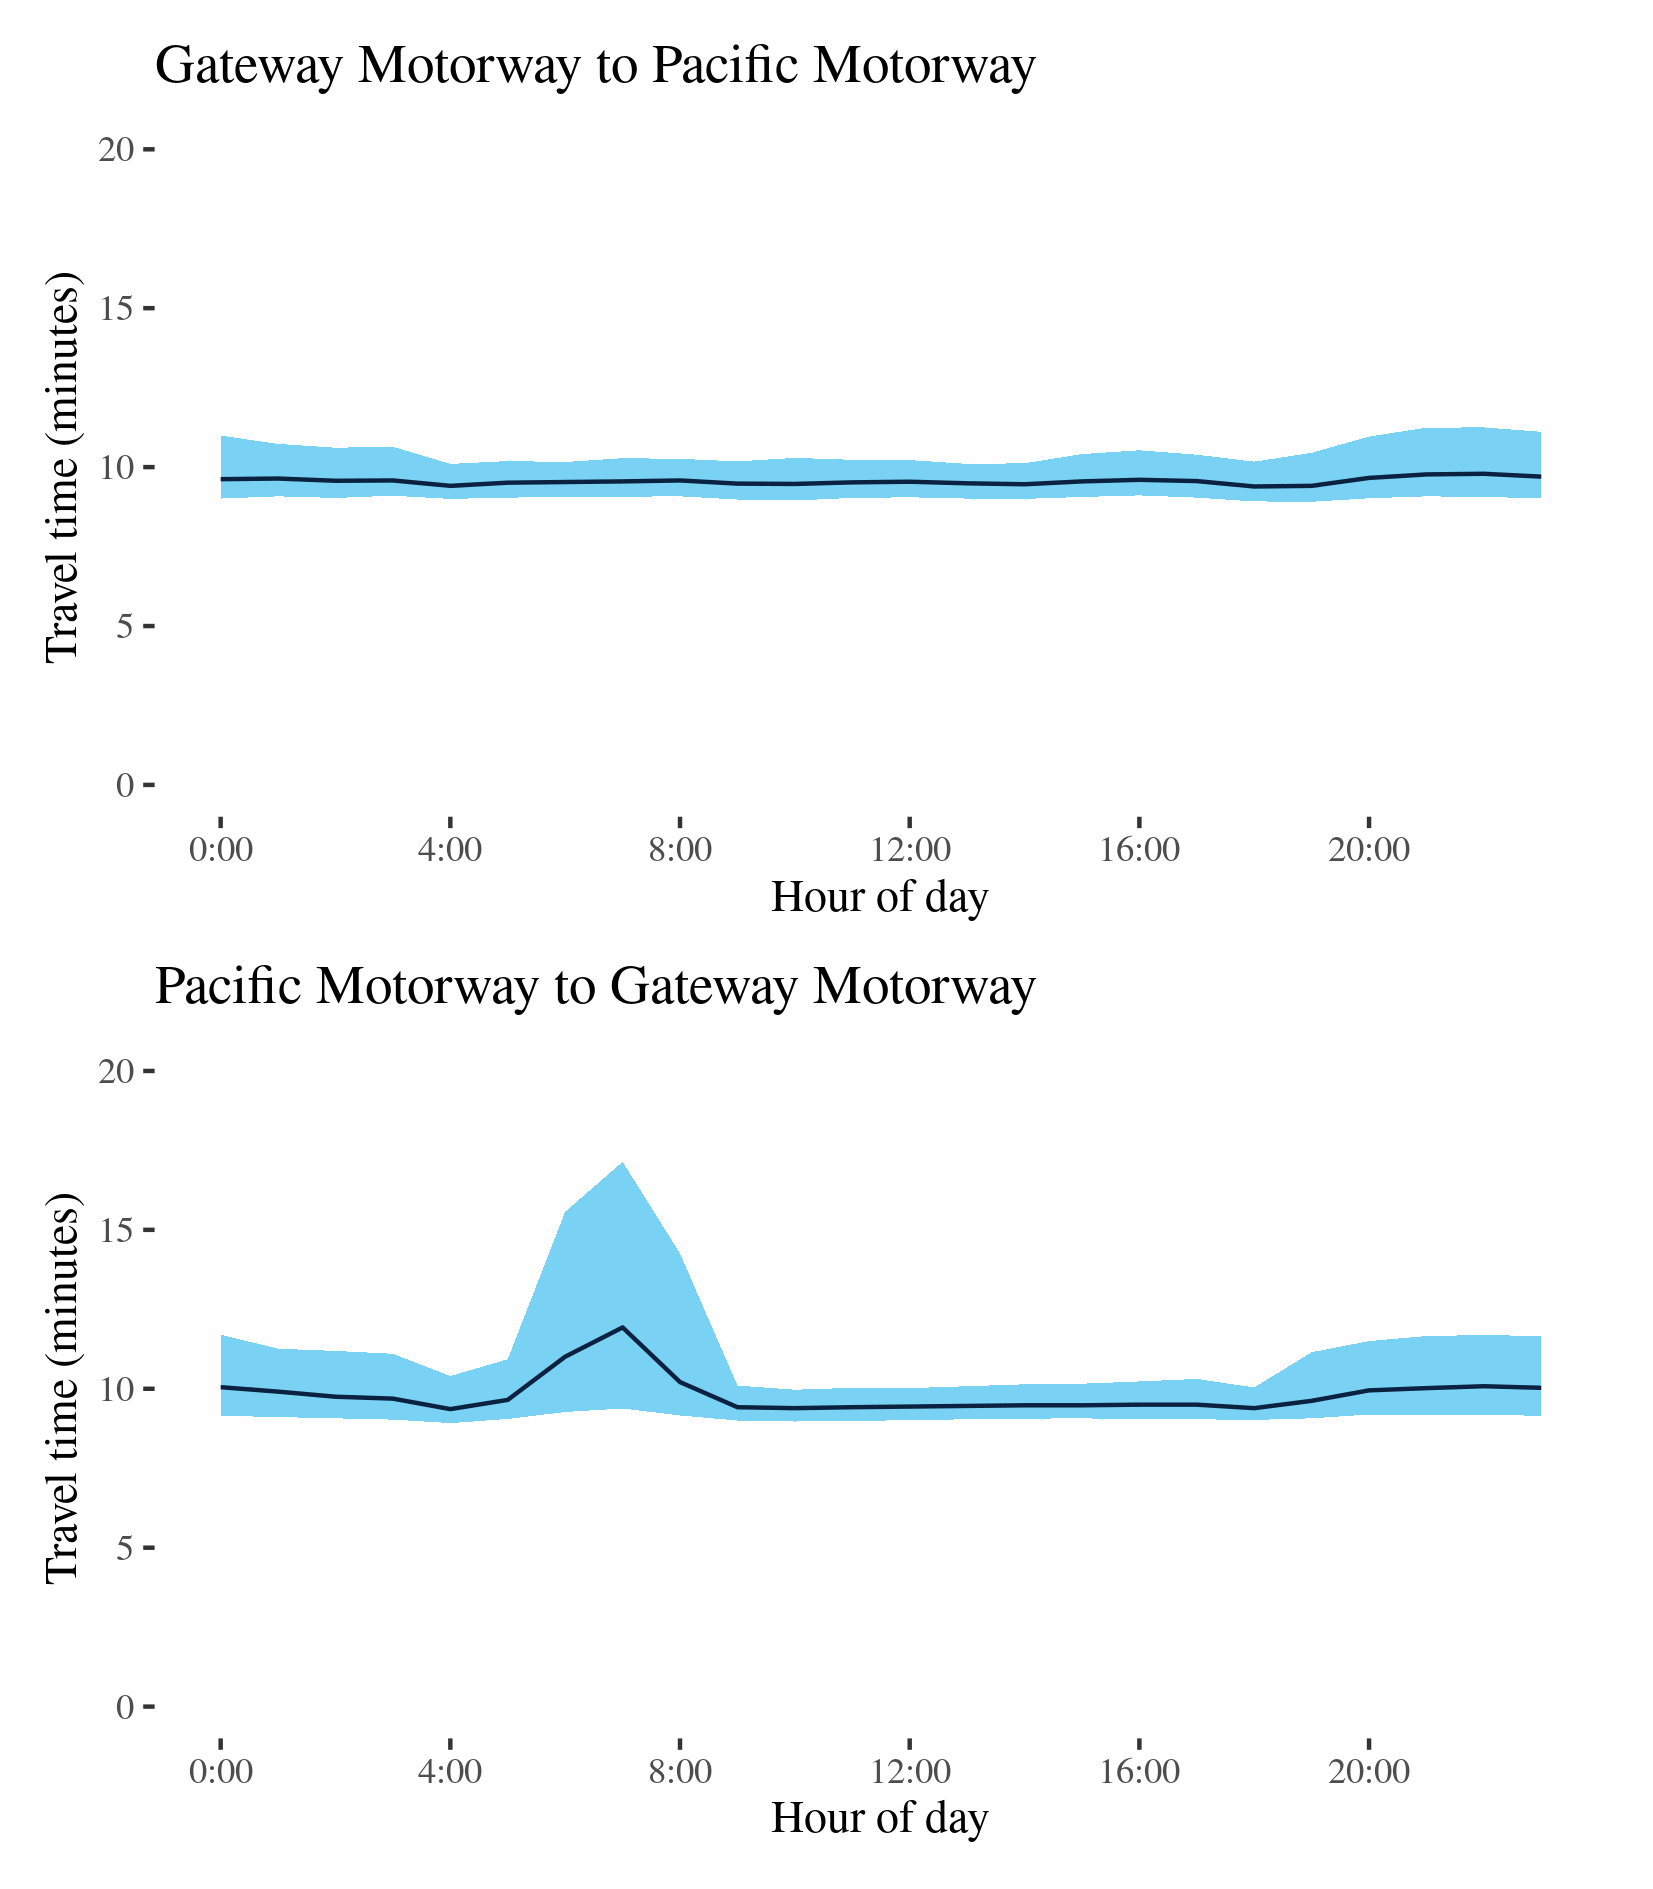 Gateway Motorway to Pacific Motorway
20
15
10
5
0
Travel time (minutes)
0:00 4:00 8:00 12:00 16:00 20:00
Hour of day
Pacific Motorway to Gateway Motorway
20
15
10
5
0
Travel time (minutes)
0:00 4:00 8:00 12:00 16:00 20:00
Hour of day